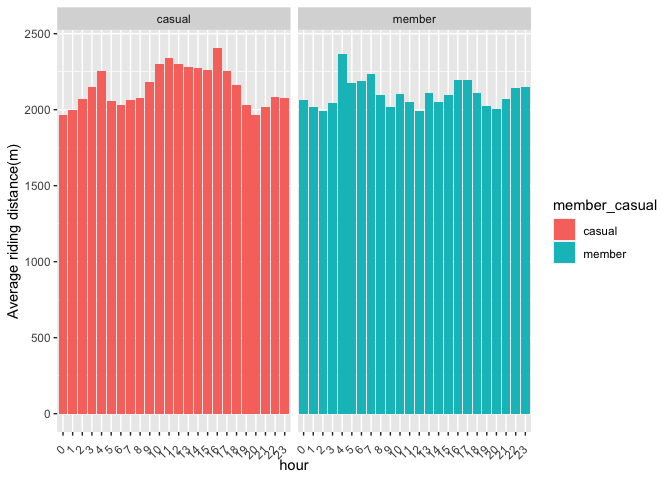 casual member
2500
2000
1500
1000
500
0
Average riding distance(m)
0 1 2 3 4 5 6 7 8 9 10 11 12 13 14 15 16 17 18 19 20 21 22 23 0 1 2 3 4 5 6 7 8 9 10 11 12 13 14 15 16 17 18 19 20 21 22 23
hour
member_casual
casual
member